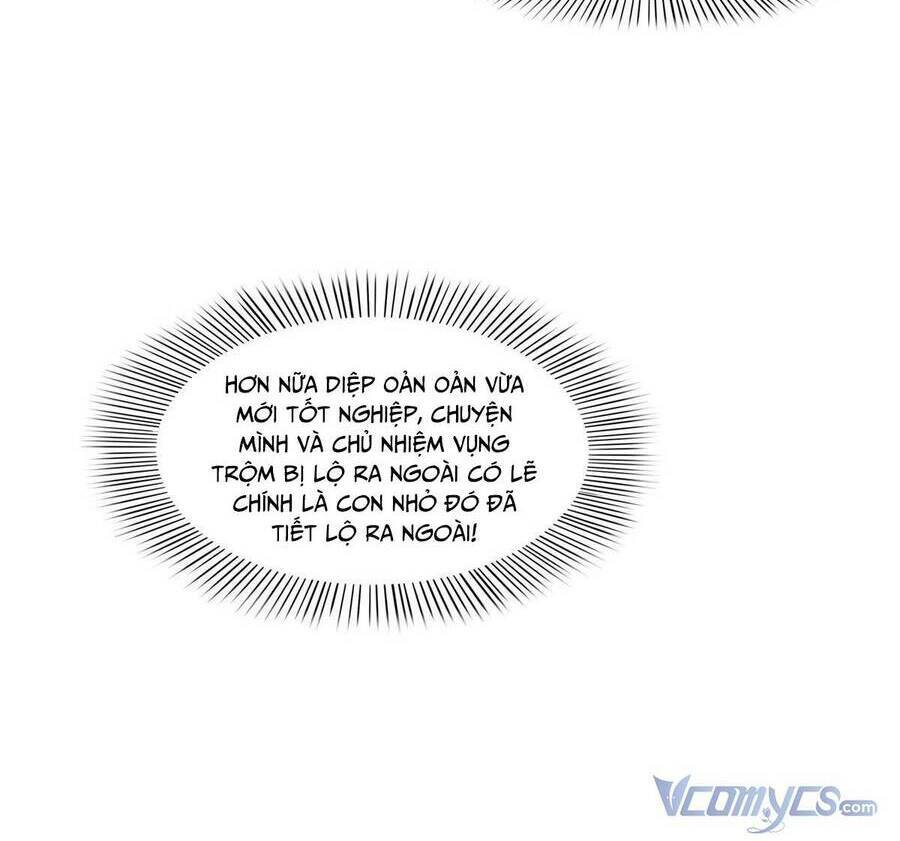 HƠN NỮA DIỆP OẢN OẢN VỪA
MỚI TỐT NGHIỆP, CHUYỆN
MÌNH VÀ CHỦ NHIỆM VỤNG
TRỘM BỊ LỘ RA NGOÀI CÓ LẼ
CHÍNH LÀ CON NHỎ ĐÓ ĐÃ
TIẾT LỘ RA NGOÀI!
VCOMYCS.com